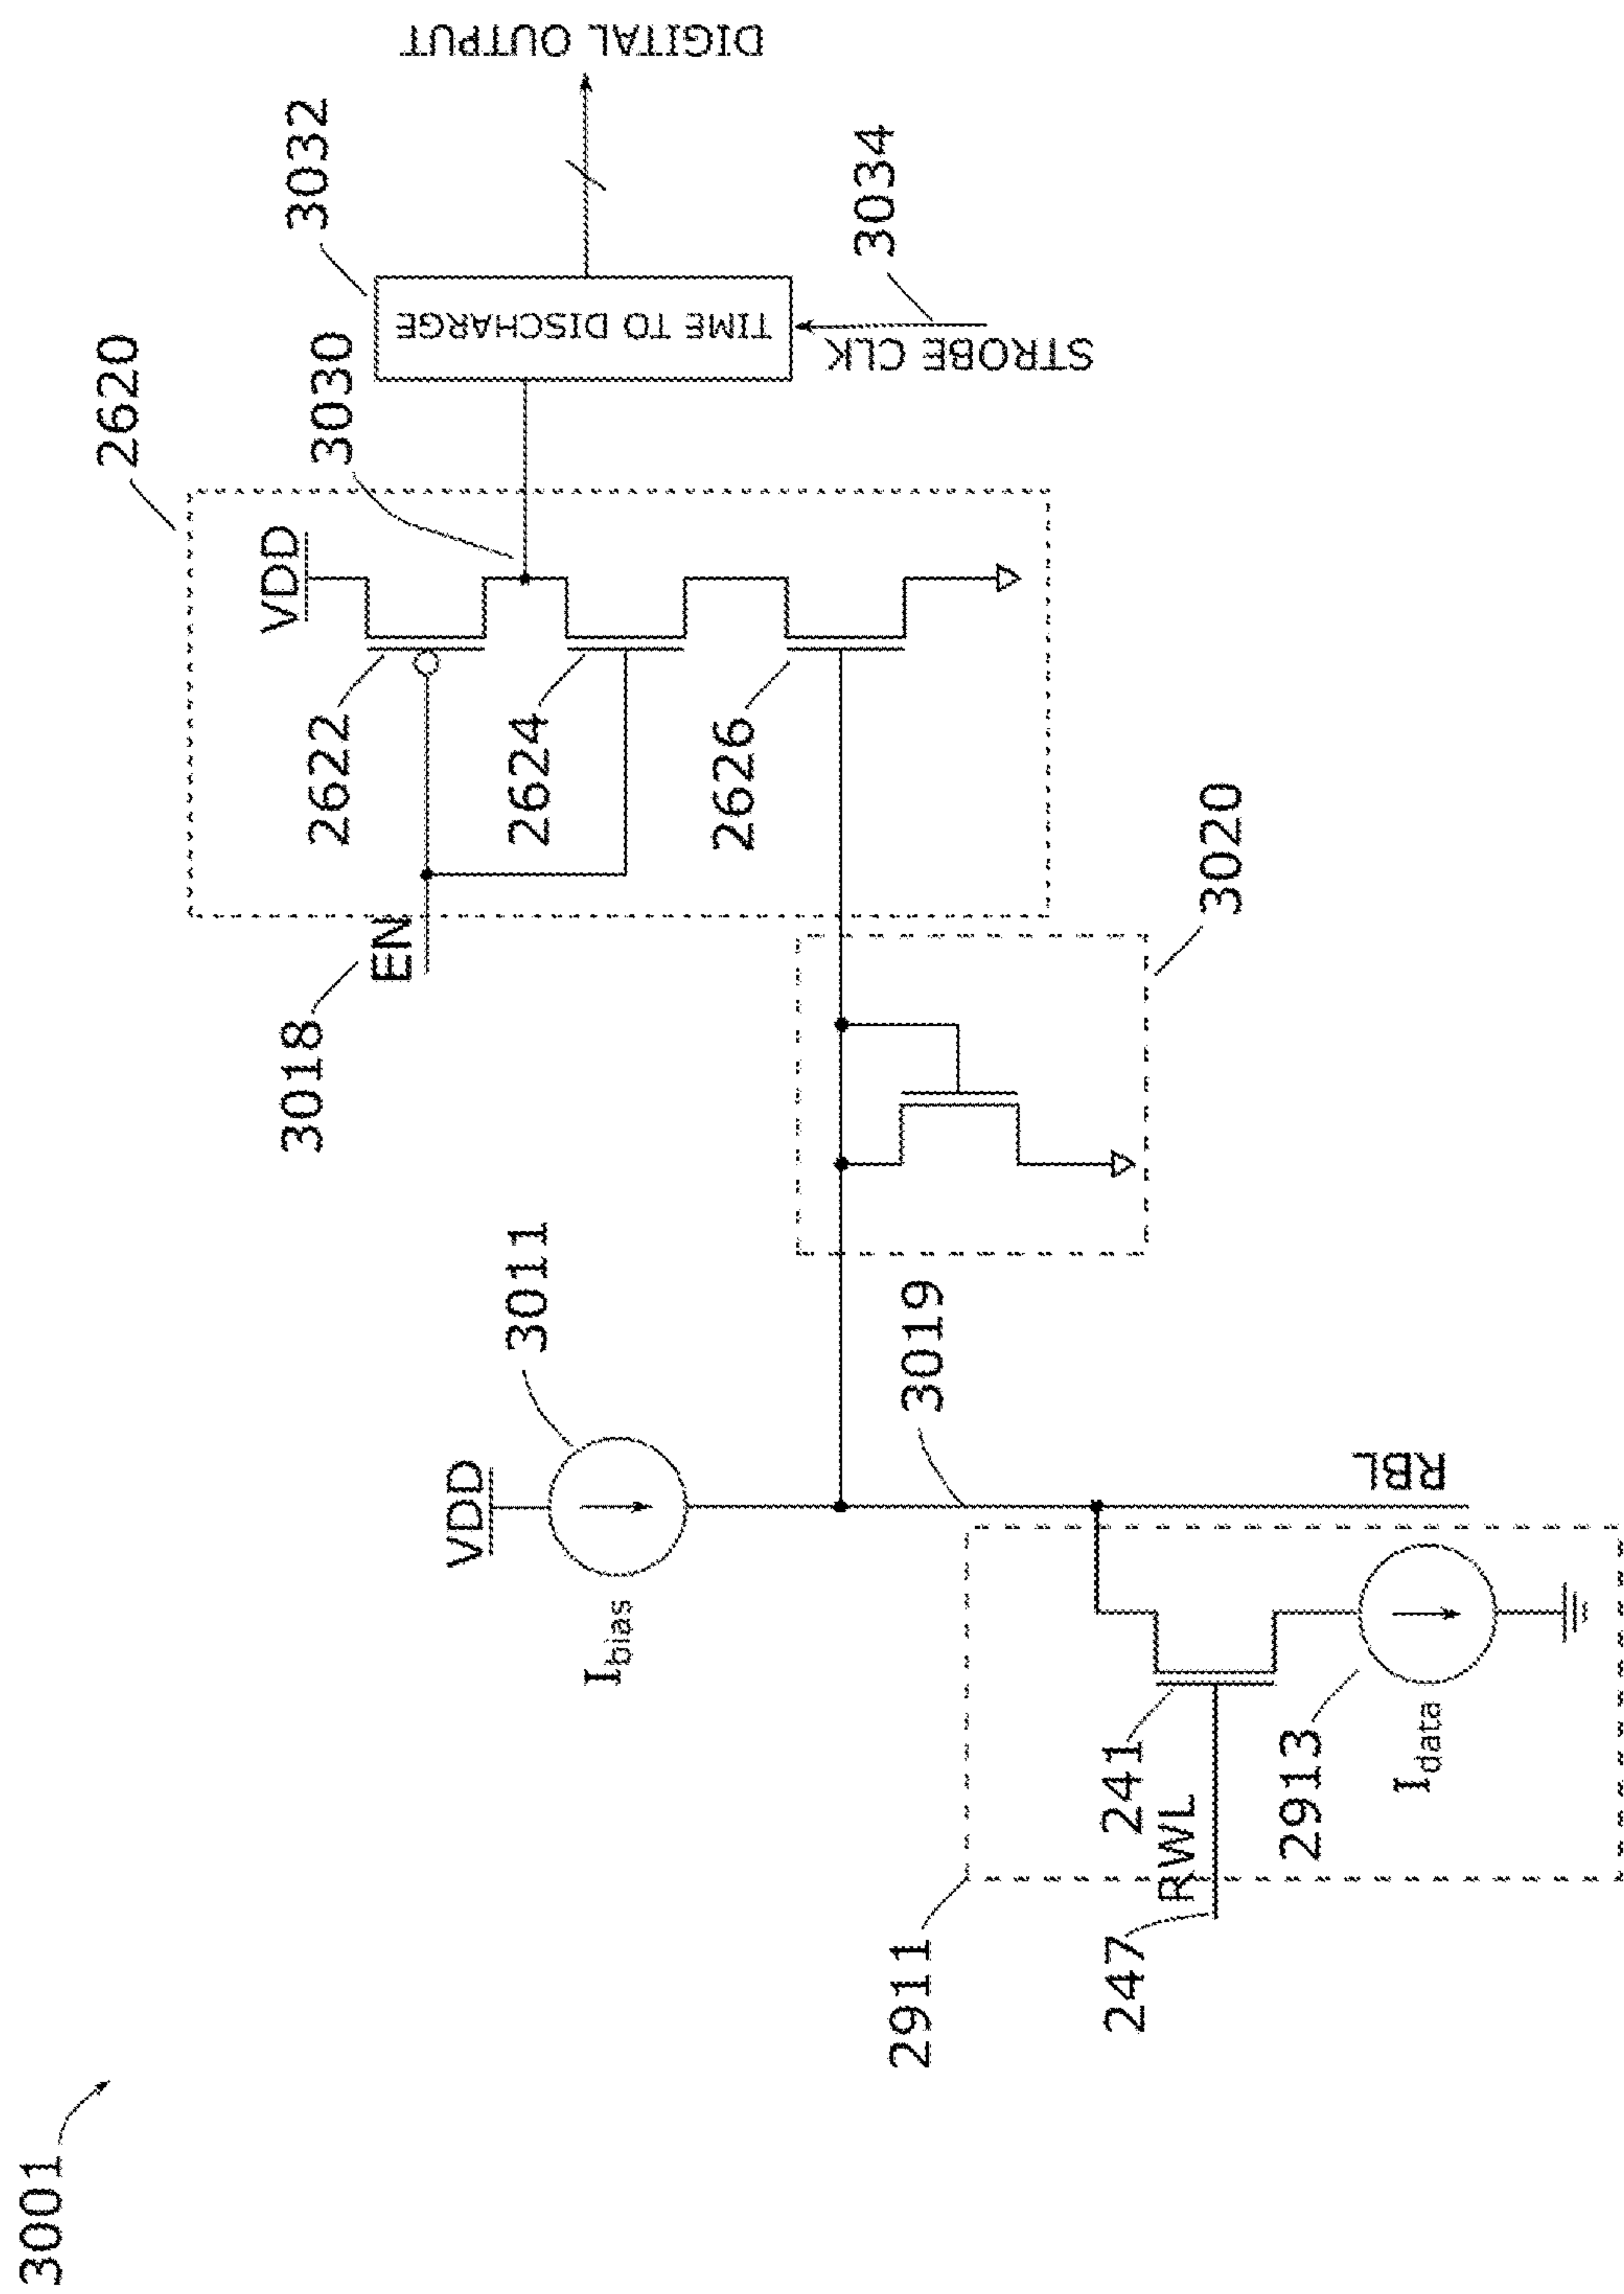 3001
2911
247
RWL
241
2913
Idata
RBL
3019
VDD
Ibias
3011
3018
EN
3020
2620
VDD
2622
2624
2626
3030
3032
TIME TO DISCHARGE
STROBE CLK
3034
DIGITAL OUTPUT